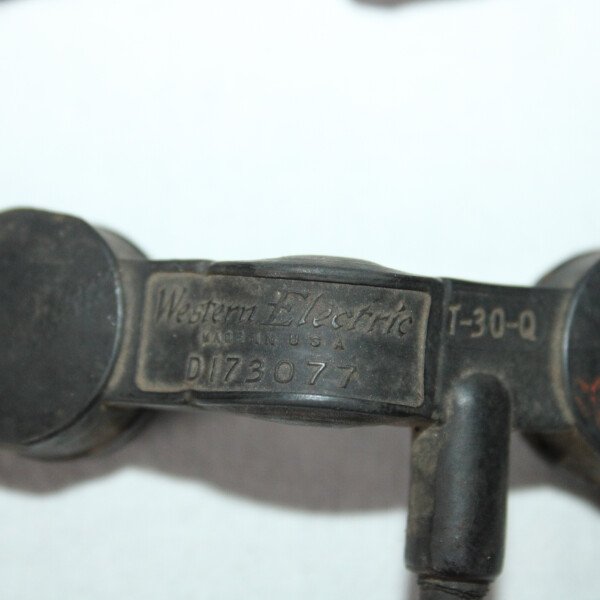 Western Electric
MADE IN U S A
D173077
T-30-Q